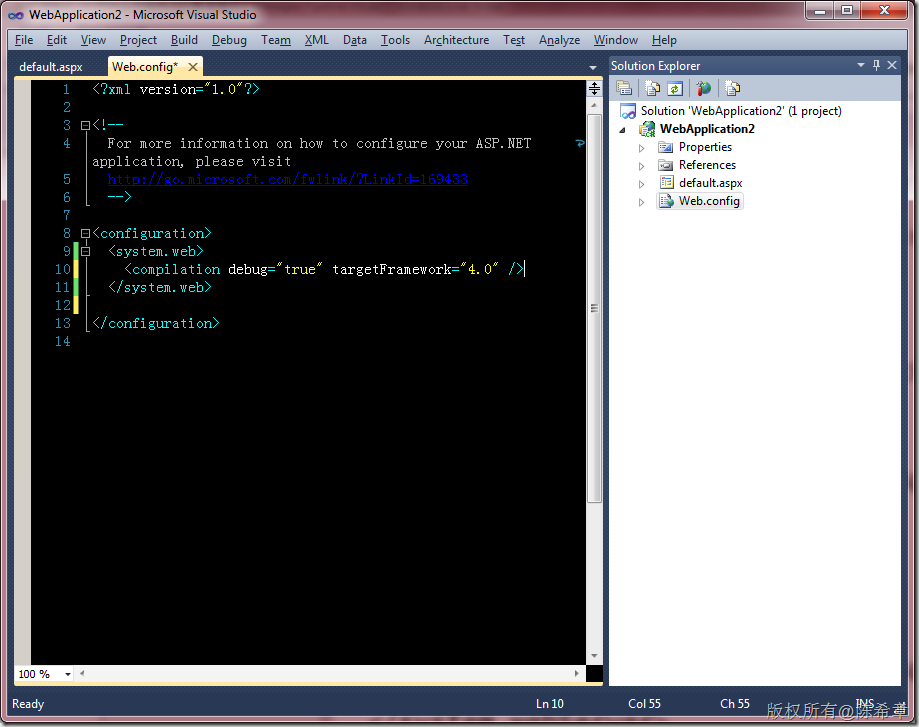 WebApplication2 - Microsoft Visual Studio
File Edit View Project Build Debug Team XML Data Tools Architecture Test Analyze Window Help
default.aspx Web.config*
1 <?xml version="1.0"?>
2
3 <!--
4 For more information on how to configure your ASP.NET
application, please visit
5 http://go.microsoft.com/fwlink/?LinkId=169433
6 -->
7
8 <configuration>
9 <system.web>
10 <compilation debug="true" targetFramework="4.0" />
11 </system.web>
12
13 </configuration>
14
100 %
Solution Explorer
Solution 'WebApplication2' (1 project)
WebApplication2
Properties
References
default.aspx
Web.config
Ready Ln 10 Col 55 Ch 55 INS
版权所有@陈希章